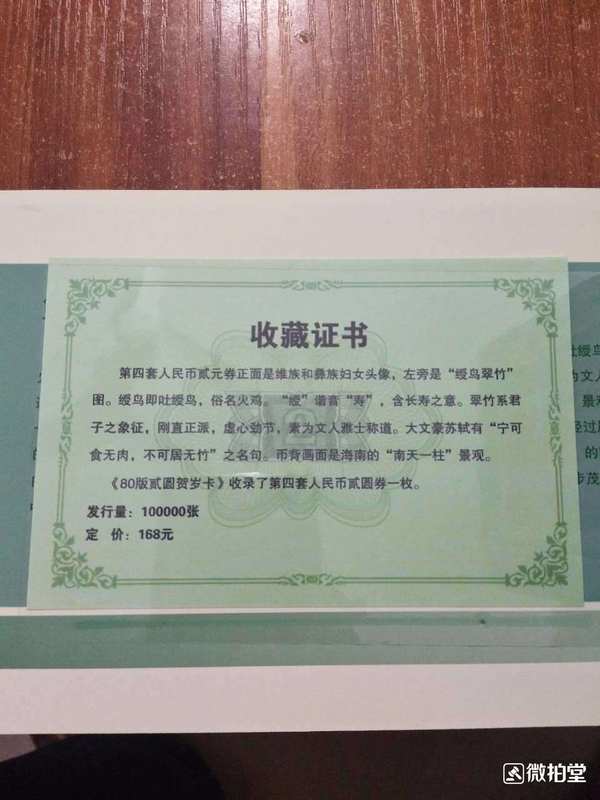 收藏证书
第四套人民币贰元券正面是维族和彝族妇女头像，左旁是“绶鸟翠竹”
图。绶鸟即吐绶鸟，俗名火鸡。“绶”谐音“寿”，含长寿之意。翠竹系君
子之象征，刚直正派，虚心劲节，素为文人雅士称道。大文豪苏轼有“宁可
食无肉，不可居无竹”之名句。币背画面是海南的“南天一柱”景观。
《80版贰圆贺岁卡》收录了第四套人民币贰圆券一枚。
发行量：100000张
定 价：168元
微拍堂